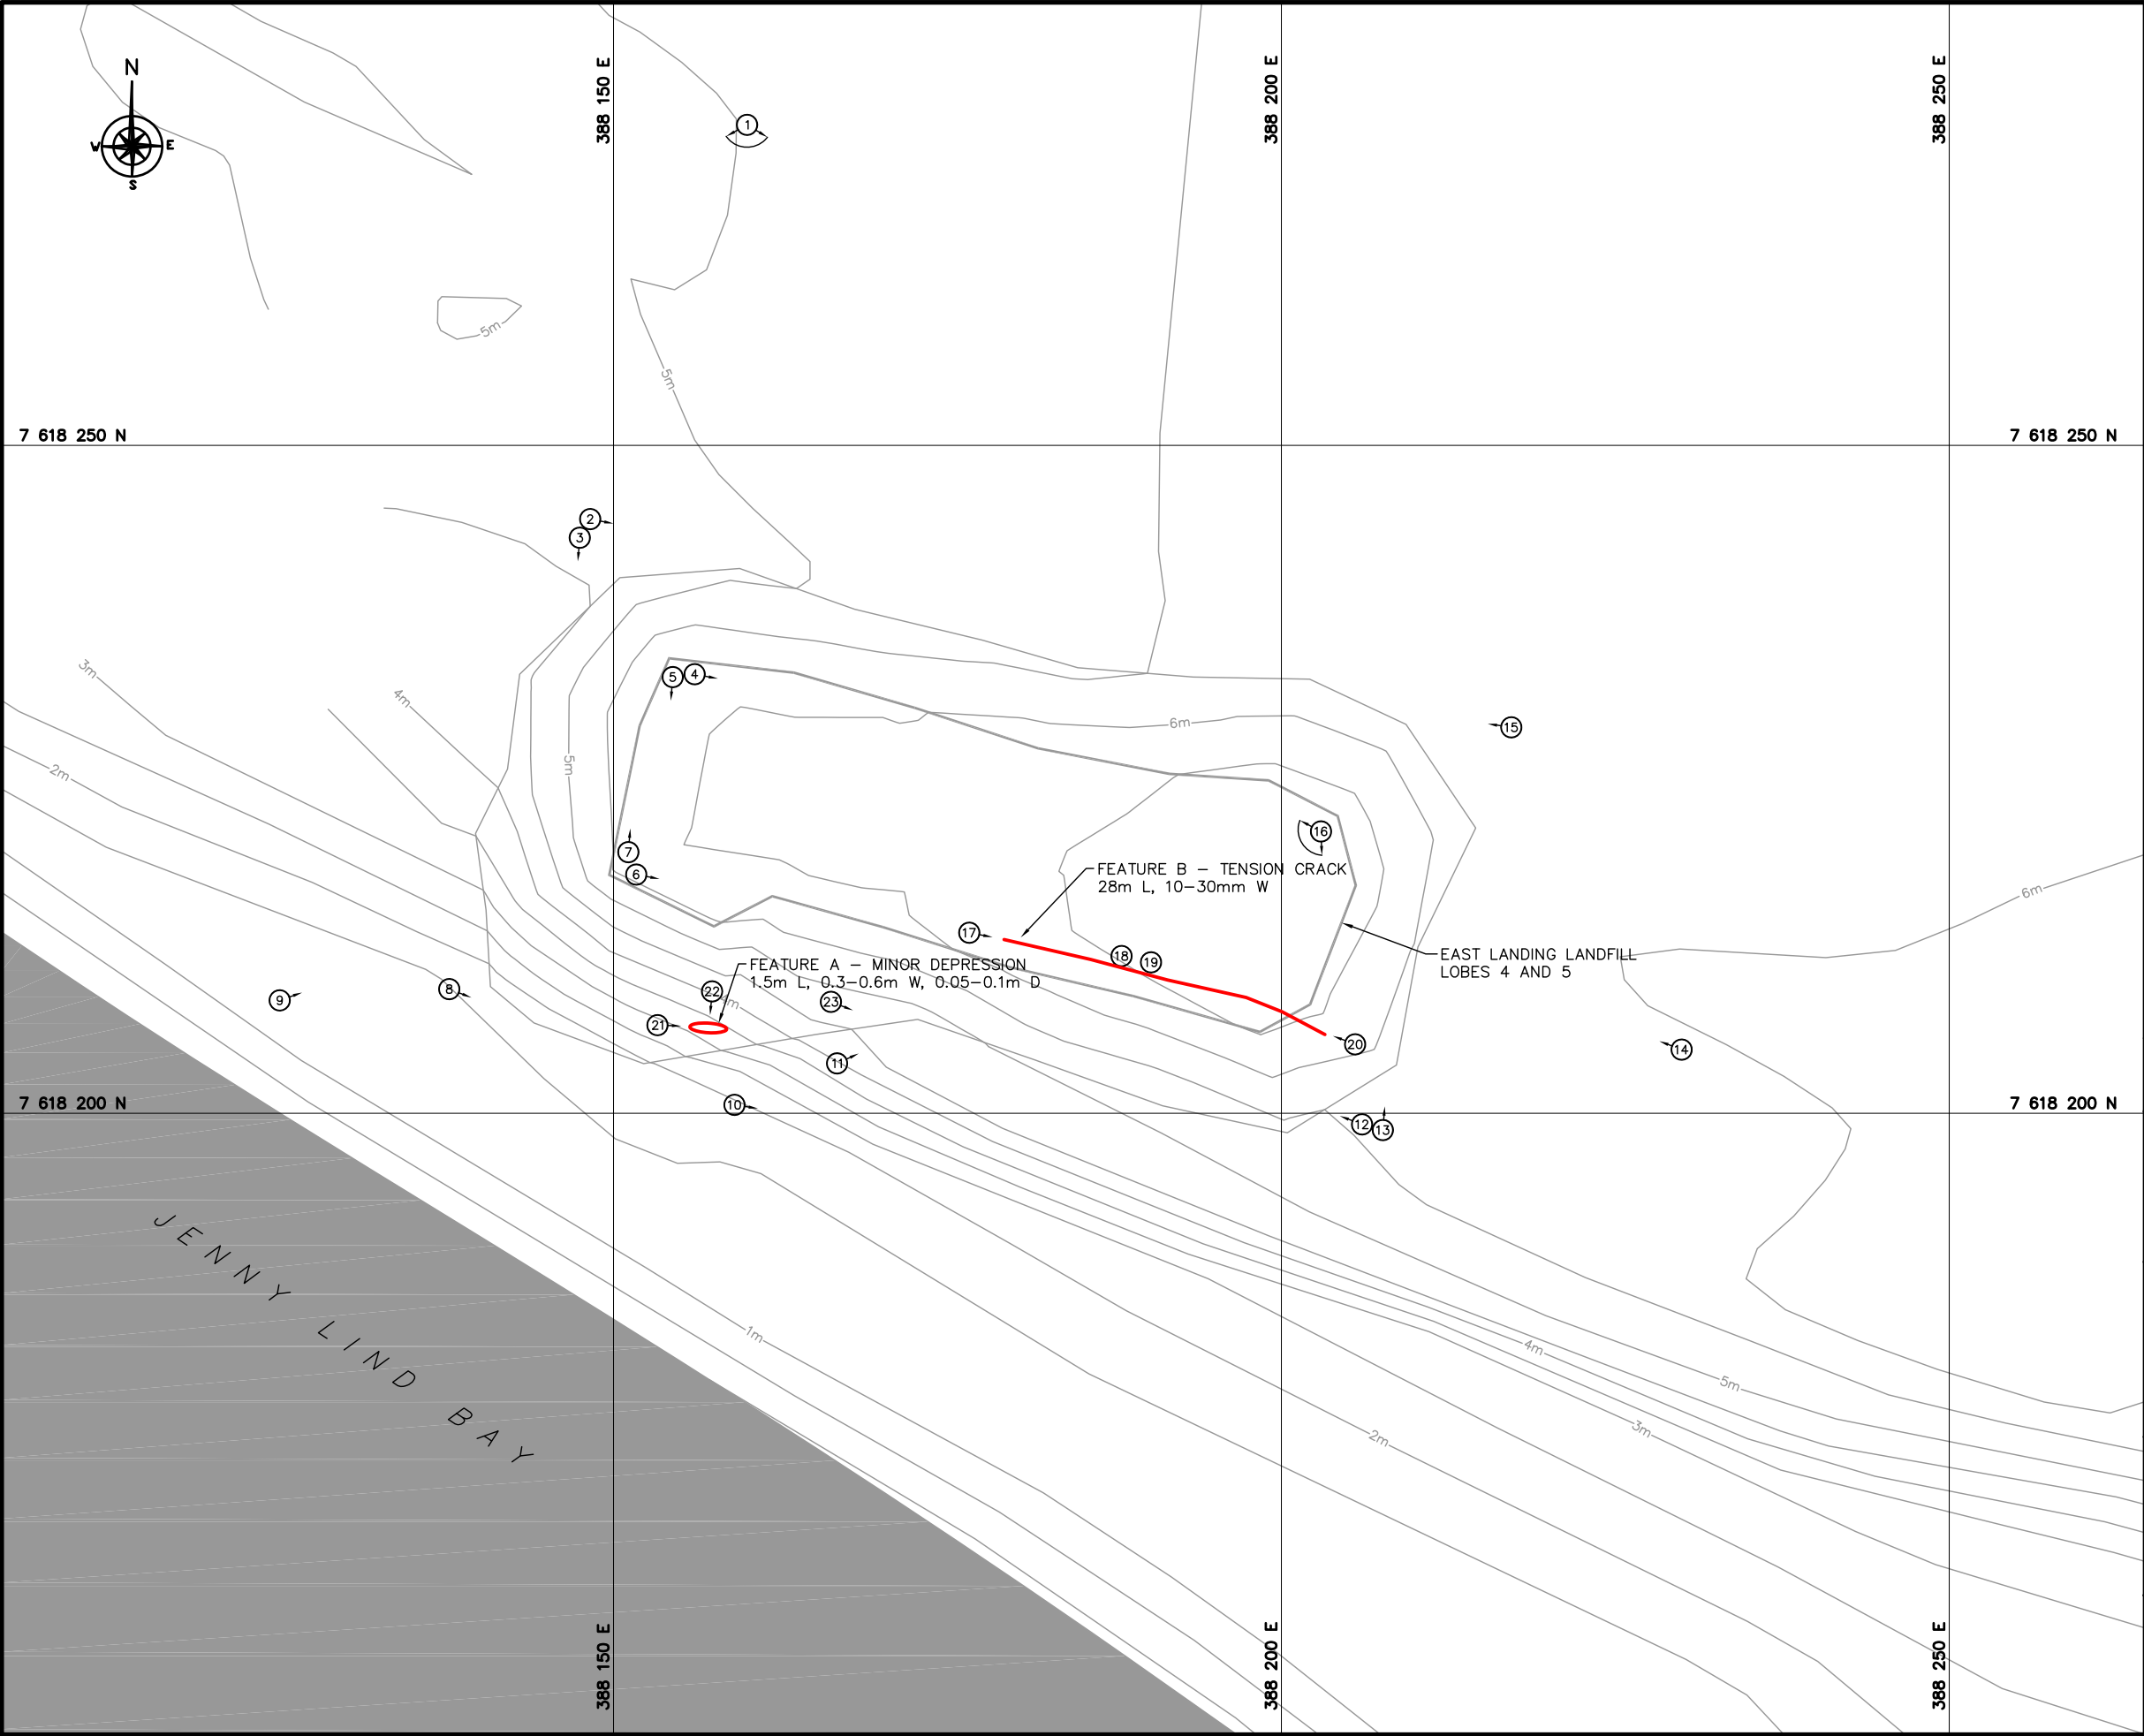 388 150 E
388 200 E
388 250 E
N
W
E
S
1
5m
5m
7 618 250 N
7 618 250 N
2
3
3m
4m
5
4
6m
15
5m
2m
16
7
6
FEATURE B – TENSION CRACK
28m L, 10–30mm W
6m
17
18
19
EAST LANDING LANDFILL
LOBES 4 AND 5
FEATURE A – MINOR DEPRESSION
1.5m L, 0.3–0.6m W, 0.05–0.1m D
8
9
22
4m
23
21
20
14
11
10
7 618 200 N
7 618 200 N
12
13
JENNY LIND BAY
1m
4m
5m
3m
2m
388 150 E
388 200 E
388 250 E